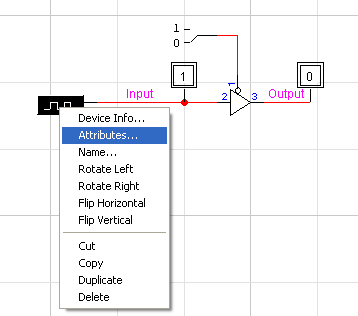 1
0
1
0
Input
2
1
3
Output
Device Info...
Attributes...
Name...
Rotate Left
Rotate Right
Flip Horizontal
Flip Vertical
Cut
Copy
Duplicate
Delete